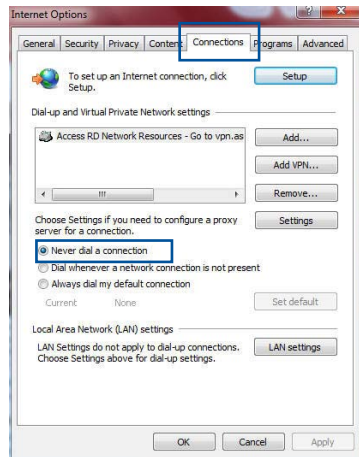 Internet Options
General Security Privacy Content Connections Programs Advanced
To set up an Internet connection, click Setup.
Setup
Dial-up and Virtual Private Network settings
Access RD Network Resources - Go to vpn.as
Add...
Add VPN...
Remove...
Choose Settings if you need to configure a proxy
server for a connection.
Settings
Never dial a connection
Dial whenever a network connection is not present
Always dial my default connection
Current None
Set default
Local Area Network (LAN) settings
LAN Settings do not apply to dial-up connections.
Choose Settings above for dial-up settings.
LAN settings
OK Cancel Apply